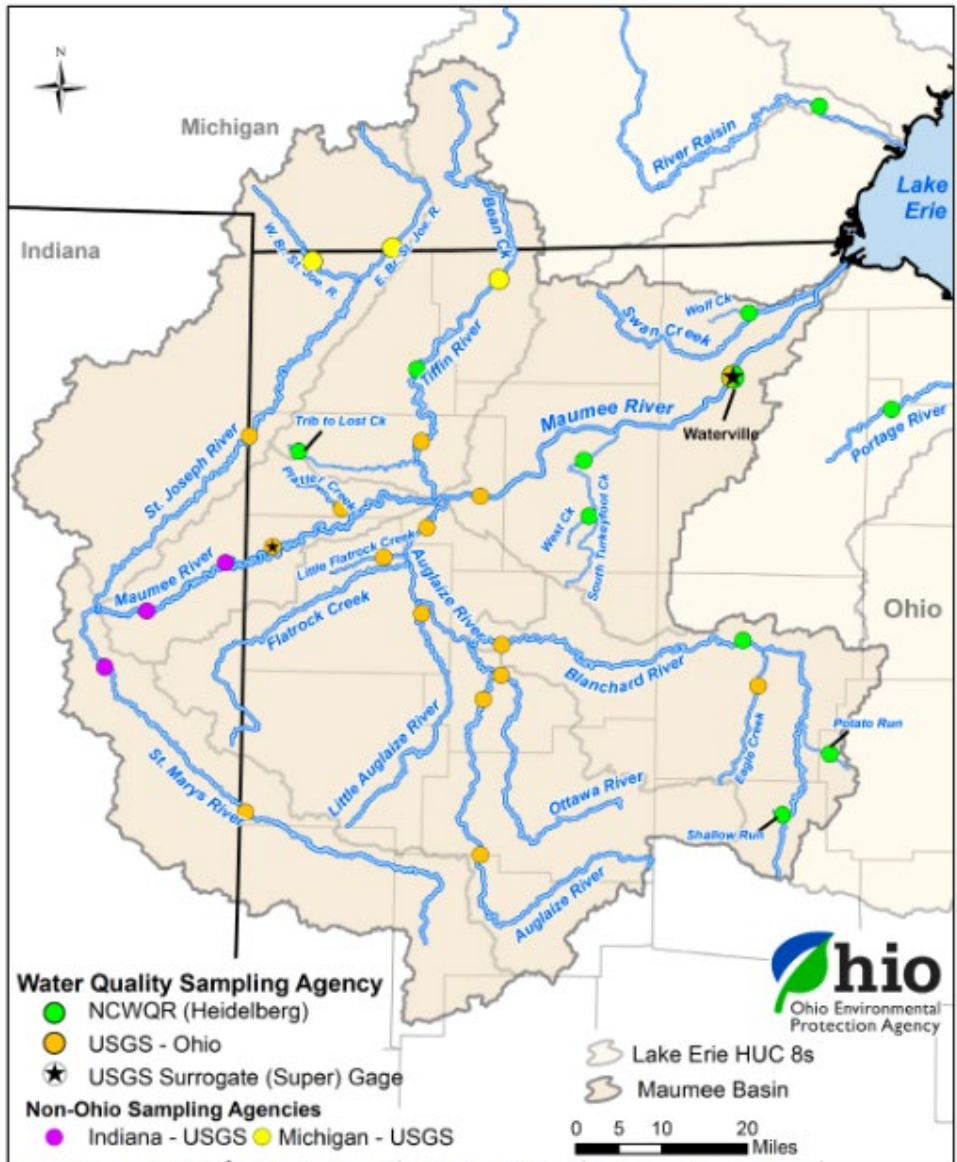 N
Michigan
River Raisin
Lake
Erie
Indiana
W. Br. St. Joe. R.
E. Br. St. Joe. R.
Bean Ck
Wolf Ck
Swan Creek
Tiffin River
Maumee River
Waterville
Portage River
Trib to Lost Ck
St. Joseph River
Platter Creek
West Ck
South Turkeyfoot Ck
Little Flatrock Creek
Maumee River
Auglaize River
Flatrock Creek
Ohio
Blanchard River
Potato Run
Eagle Creek
Little Auglaize River
St. Marys River
Ottawa River
Shallow Run
Auglaize River
Water Quality Sampling Agency
NCWQR (Heidelberg)
USGS - Ohio
USGS Surrogate (Super) Gage
Non-Ohio Sampling Agencies
Indiana - USGS
Michigan - USGS
Ohio
Ohio Environmental
Protection Agency
Lake Erie HUC 8s
Maumee Basin
0 5 10 20
Miles